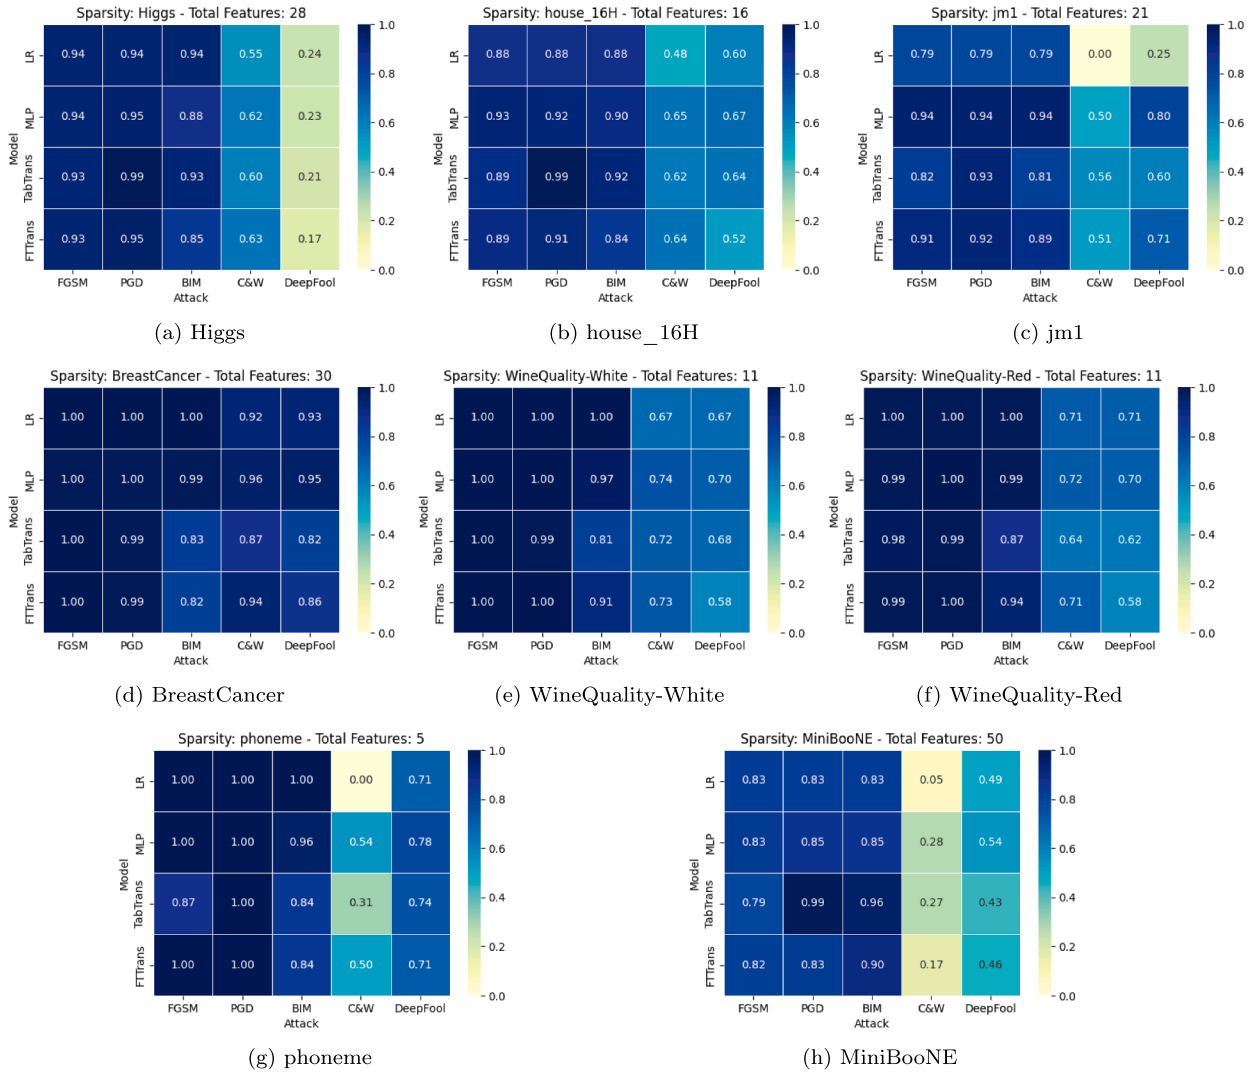 Sparsity: Higgs - Total Features: 28
LR 0.94 0.94 0.94 0.55 0.24
MLP 0.94 0.95 0.88 0.62 0.23
TabTrans 0.93 0.99 0.93 0.60 0.21
FTTrans 0.93 0.95 0.85 0.63 0.17
Model
FGSM PGD BIM C&W DeepFool
Attack
1.0
0.8
0.6
0.4
0.2
0.0
(a) Higgs
Sparsity: house_16H - Total Features: 16
LR 0.88 0.88 0.88 0.48 0.60
MLP 0.93 0.92 0.90 0.65 0.67
TabTrans 0.89 0.99 0.92 0.62 0.64
FTTrans 0.89 0.91 0.84 0.64 0.52
Model
FGSM PGD BIM C&W DeepFool
Attack
1.0
0.8
0.6
0.4
0.2
0.0
(b) house_16H
Sparsity: jm1 - Total Features: 21
LR 0.79 0.79 0.79 0.00 0.25
MLP 0.94 0.94 0.94 0.50 0.80
TabTrans 0.82 0.93 0.81 0.56 0.60
FTTrans 0.91 0.92 0.89 0.51 0.71
Model
FGSM PGD BIM C&W DeepFool
Attack
1.0
0.8
0.6
0.4
0.2
0.0
(c) jm1
Sparsity: BreastCancer - Total Features: 30
LR 1.00 1.00 1.00 0.92 0.93
MLP 1.00 1.00 0.99 0.96 0.95
TabTrans 1.00 0.99 0.83 0.87 0.82
FTTrans 1.00 0.99 0.82 0.94 0.86
Model
FGSM PGD BIM C&W DeepFool
Attack
1.0
0.8
0.6
0.4
0.2
0.0
(d) BreastCancer
Sparsity: WineQuality-White - Total Features: 11
LR 1.00 1.00 1.00 0.67 0.67
MLP 1.00 1.00 0.97 0.74 0.70
TabTrans 1.00 0.99 0.81 0.72 0.68
FTTrans 1.00 1.00 0.91 0.73 0.58
Model
FGSM PGD BIM C&W DeepFool
Attack
1.0
0.8
0.6
0.4
0.2
0.0
(e) WineQuality-White
Sparsity: WineQuality-Red - Total Features: 11
LR 1.00 1.00 1.00 0.71 0.71
MLP 0.99 1.00 0.99 0.72 0.70
TabTrans 0.98 0.99 0.87 0.64 0.62
FTTrans 0.99 1.00 0.94 0.71 0.58
Model
FGSM PGD BIM C&W DeepFool
Attack
1.0
0.8
0.6
0.4
0.2
0.0
(f) WineQuality-Red
Sparsity: phoneme - Total Features: 5
LR 1.00 1.00 1.00 0.00 0.71
MLP 1.00 1.00 0.96 0.54 0.78
TabTrans 0.87 1.00 0.84 0.31 0.74
FTTrans 1.00 1.00 0.84 0.50 0.71
Model
FGSM PGD BIM C&W DeepFool
Attack
1.0
0.8
0.6
0.4
0.2
0.0
(g) phoneme
Sparsity: MiniBooNE - Total Features: 50
LR 0.83 0.83 0.83 0.05 0.49
MLP 0.83 0.85 0.85 0.28 0.54
TabTrans 0.79 0.99 0.96 0.27 0.43
FTTrans 0.82 0.83 0.90 0.17 0.46
Model
FGSM PGD BIM C&W DeepFool
Attack
1.0
0.8
0.6
0.4
0.2
0.0
(h) MiniBooNE